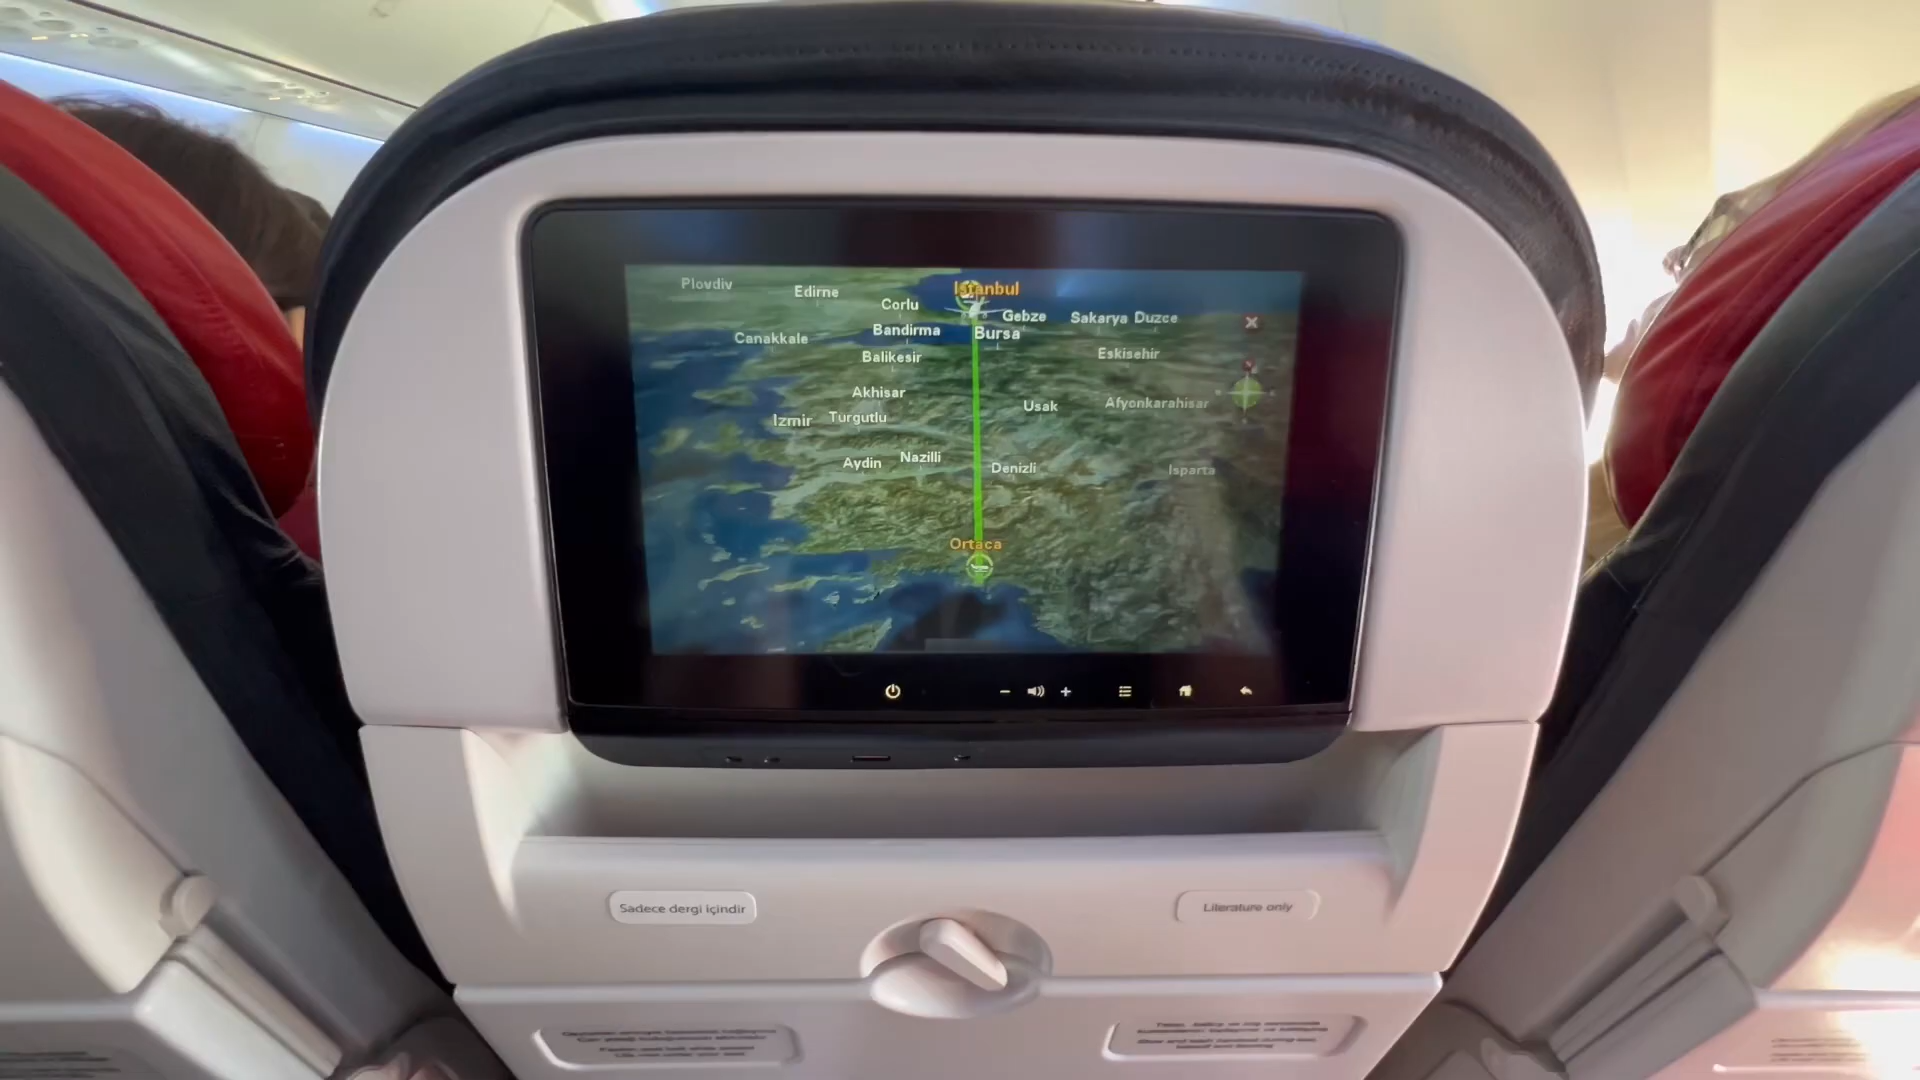 Istanbul
Plovdiv
Edirne
Corlu
Gebze
Sakarya
Duzce
Bandirma
Bursa
Canakkale
Balikesir
Eskisehir
Akhisar
Usak
Afyonkarahisar
Izmir
Turgutlu
Aydin
Nazilli
Denizli
Isparta
Ortaca
Sadece dergi içindir
Literature only